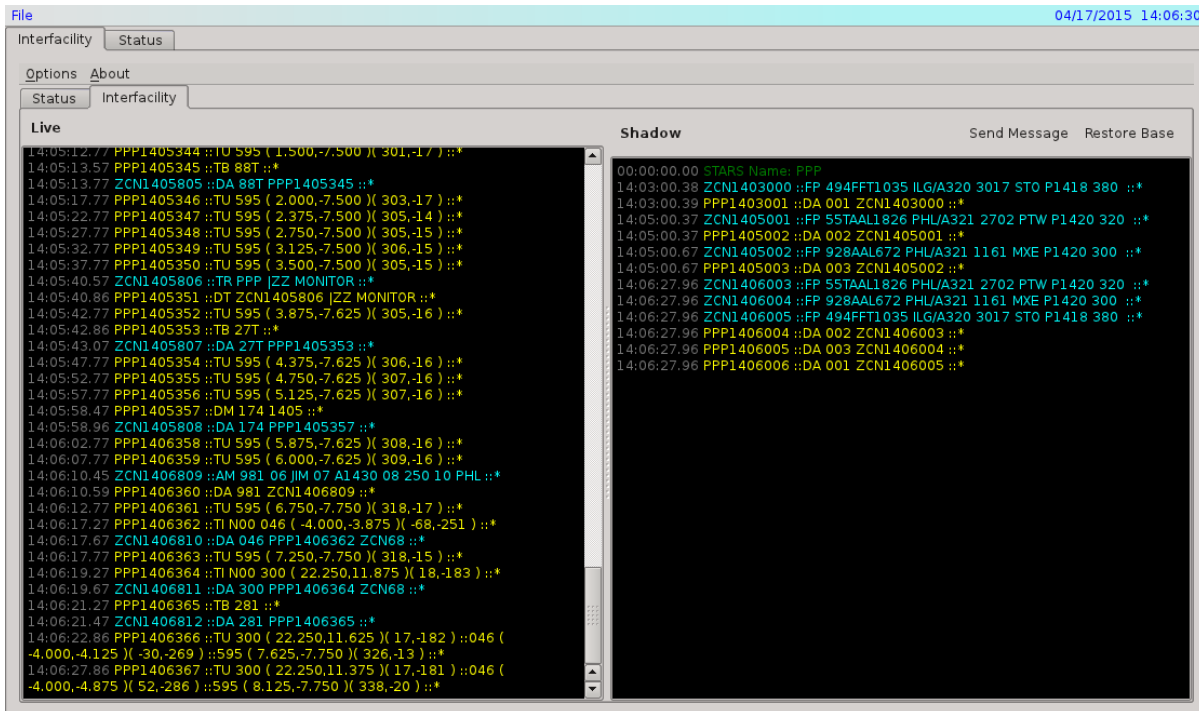 File 04/17/2015 14:06:30
Interfacility Status
Options About
Status Interfacility
Live
14:05:12.77 PPP1405344 ::TU 595 ( 1.500,-7.500 )( 301,-17 ) ::*
14:05:13.57 PPP1405345 ::TB 88T ::*
14:05:13.77 ZCN1405805 ::DA 88T PPP1405345 ::*
14:05:17.77 PPP1405346 ::TU 595 ( 2.000,-7.500 )( 303,-17 ) ::*
14:05:22.77 PPP1405347 ::TU 595 ( 2.375,-7.500 )( 305,-14 ) ::*
14:05:27.77 PPP1405348 ::TU 595 ( 2.750,-7.500 )( 305,-15 ) ::*
14:05:32.77 PPP1405349 ::TU 595 ( 3.125,-7.500 )( 306,-15 ) ::*
14:05:37.77 PPP1405350 ::TU 595 ( 3.500,-7.500 )( 305,-15 ) ::*
14:05:40.57 ZCN1405806 ::TR PPP |ZZ MONITOR ::*
14:05:40.86 PPP1405351 ::DT ZCN1405806 |ZZ MONITOR ::*
14:05:42.77 PPP1405352 ::TU 595 ( 3.875,-7.625 )( 305,-16 ) ::*
14:05:42.86 PPP1405353 ::TB 27T ::*
14:05:43.07 ZCN1405807 ::DA 27T PPP1405353 ::*
14:05:47.77 PPP1405354 ::TU 595 ( 4.375,-7.625 )( 306,-16 ) ::*
14:05:52.77 PPP1405355 ::TU 595 ( 4.750,-7.625 )( 307,-16 ) ::*
14:05:57.77 PPP1405356 ::TU 595 ( 5.125,-7.625 )( 307,-16 ) ::*
14:05:58.47 PPP1405357 ::DM 174 1405 ::*
14:05:58.96 ZCN1405808 ::DA 174 PPP1405357 ::*
14:06:02.77 PPP1406358 ::TU 595 ( 5.875,-7.625 )( 308,-16 ) ::*
14:06:07.77 PPP1406359 ::TU 595 ( 6.000,-7.625 )( 309,-16 ) ::*
14:06:10.45 ZCN1406809 ::AM 981 06 JIM 07 A1430 08 250 10 PHL ::*
14:06:10.59 PPP1406360 ::DA 981 ZCN1406809 ::*
14:06:12.77 PPP1406361 ::TU 595 ( 6.750,-7.750 )( 318,-17 ) ::*
14:06:17.27 PPP1406362 ::TI N00 046 ( -4.000,-3.875 )( -68,-251 ) ::*
14:06:17.67 ZCN1406810 ::DA 046 PPP1406362 ZCN68 ::*
14:06:17.77 PPP1406363 ::TU 595 ( 7.250,-7.750 )( 318,-15 ) ::*
14:06:19.27 PPP1406364 ::TI N00 300 ( 22.250,11.875 )( 18,-183 ) ::*
14:06:19.67 ZCN1406811 ::DA 300 PPP1406364 ZCN68 ::*
14:06:21.27 PPP1406365 ::TB 281 ::*
14:06:21.47 ZCN1406812 ::DA 281 PPP1406365 ::*
14:06:22.86 PPP1406366 ::TU 300 ( 22.250,11.625 )( 17,-182 ) ::046 (
-4.000,-4.125 )( -30,-269 ) ::595 ( 7.625,-7.750 )( 326,-13 ) ::*
14:06:27.86 PPP1406367 ::TU 300 ( 22.250,11.375 )( 17,-181 ) ::046 (
-4.000,-4.875 )( 52,-286 ) ::595 ( 8.125,-7.750 )( 338,-20 ) ::*
Shadow Send Message Restore Base
00:00:00.00 STARS Name: PPP
14:03:00.38 ZCN1403000 ::FP 494FFT1035 ILG/A320 3017 STO P1418 380 ::*
14:03:00.39 PPP1403001 ::DA 001 ZCN1403000 ::*
14:05:00.37 ZCN1405001 ::FP 55TAAL1826 PHL/A321 2702 PTW P1420 320 ::*
14:05:00.37 PPP1405002 ::DA 002 ZCN1405001 ::*
14:05:00.67 ZCN1405002 ::FP 928AAL672 PHL/A321 1161 MXE P1420 300 ::*
14:05:00.67 PPP1405003 ::DA 003 ZCN1405002 ::*
14:06:27.96 ZCN1406003 ::FP 55TAAL1826 PHL/A321 2702 PTW P1420 320 ::*
14:06:27.96 ZCN1406004 ::FP 928AAL672 PHL/A321 1161 MXE P1420 300 ::*
14:06:27.96 ZCN1406005 ::FP 494FFT1035 ILG/A320 3017 STO P1418 380 ::*
14:06:27.96 PPP1406004 ::DA 002 ZCN1406003 ::*
14:06:27.96 PPP1406005 ::DA 003 ZCN1406004 ::*
14:06:27.96 PPP1406006 ::DA 001 ZCN1406005 ::*